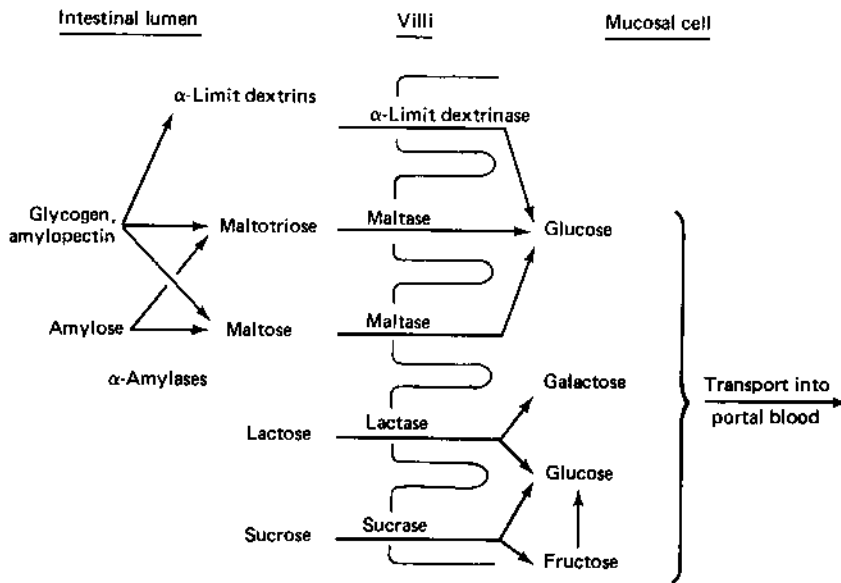 Intestinal lumen
Villi
Mucosal cell
α-Limit dextrins
α-Limit dextrinase
Glycogen,
amylopectin
Maltotriose
Maltase
Glucose
Amylose
Maltose
Maltase
α-Amylases
Galactose
Transport into
portal blood
Lactose
Lactase
Glucose
Sucrose
Sucrase
Fructose